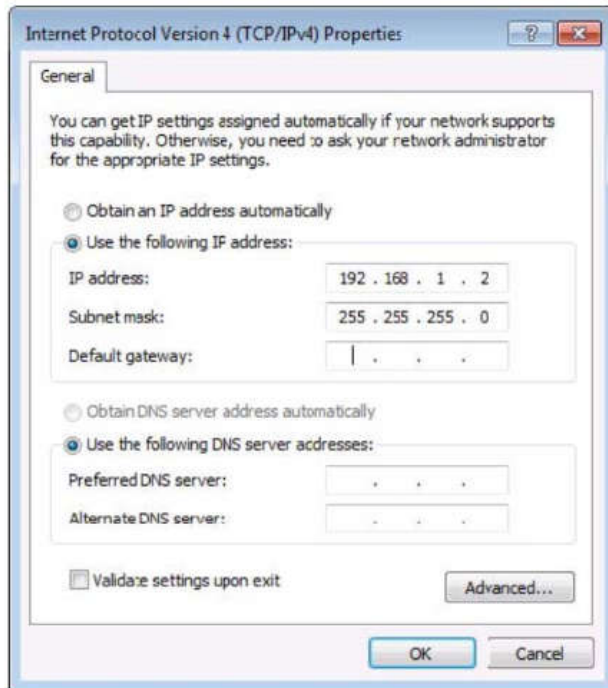 Internet Protocol Version 4 (TCP/IPv4) Properties
General
You can get IP settings assigned automatically if your network supports
this capability. Otherwise, you need to ask your network administrator
for the appropriate IP settings.
Obtain an IP address automatically
Use the following IP address:
IP address: 192 . 168 . 1 . 2
Subnet mask: 255 . 255 . 255 . 0
Default gateway: . . .
Obtain DNS server address automatically
Use the following DNS server addresses:
Preferred DNS server: . . .
Alternate DNS server: . . .
Validate settings upon exit
Advanced...
OK Cancel